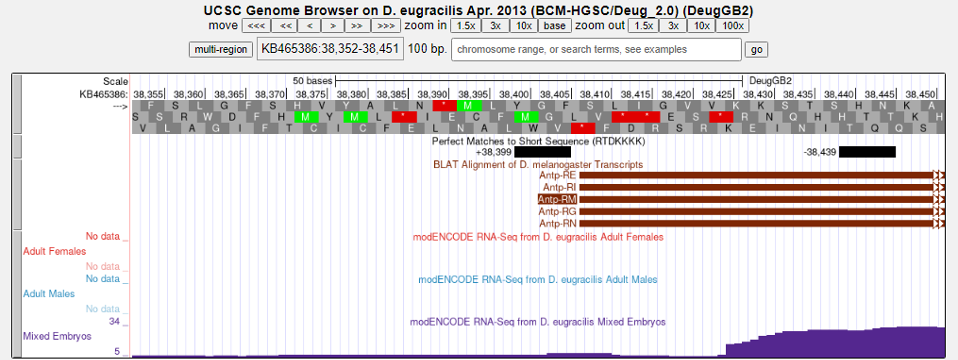 UCSC Genome Browser on D. eugracilis Apr. 2013 (BCM-HGSC/Deug_2.0) (DeugGB2)
move <<< << < > >> >>> zoom in 1.5x 3x 10x base zoom out 1.5x 3x 10x 100x
multi-region KB465386:38,352-38,451 100 bp. chromosome range, or search terms, see examples go
Scale 50 bases DeugGB2
KB465386: 38,355 38,360 38,365 38,370 38,375 38,380 38,385 38,390 38,395 38,400 38,405 38,410 38,415 38,420 38,425 38,430 38,435 38,440 38,445 38,450
---> F S L G F S H V Y A L N * M L Y G F S L I G V V K K S T S H N K A
S S R W D F H M Y M L * I E C F M G L V * * E S * R N Q H H T T K H
V L A G I F T C I C F E L N A L W V * F D R S R K E I N I T Q Q S
Perfect Matches to Short Sequence (RTDKKKK)
+38,399 -38,439
BLAT Alignment of D. melanogaster Transcripts
Antp-RE
Antp-RI
Antp-RM
Antp-RG
Antp-RN
No data modENCODE RNA-Seq from D. eugracilis Adult Females
Adult Females
No data
No data modENCODE RNA-Seq from D. eugracilis Adult Males
Adult Males
No data
34 modENCODE RNA-Seq from D. eugracilis Mixed Embryos
Mixed Embryos
5